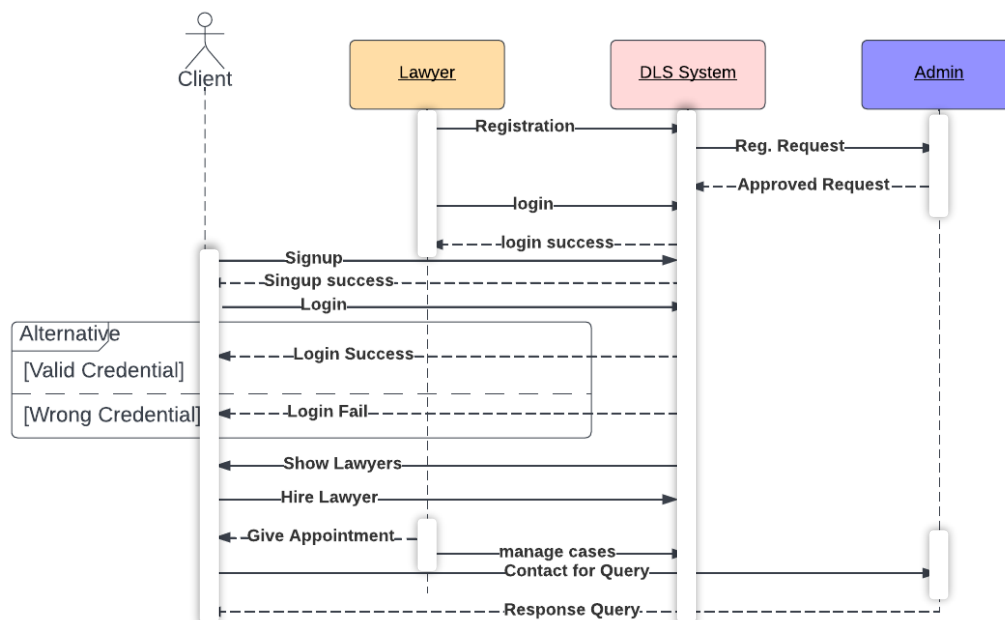 Client
Lawyer
DLS System
Admin
Registration
Reg. Request
Approved Request
login
login success
Signup
Singup success
Login
Alternative
Login Success
[Valid Credential]
Login Fail
[Wrong Credential]
Show Lawyers
Hire Lawyer
Give Appointment
manage cases
Contact for Query
Response Query